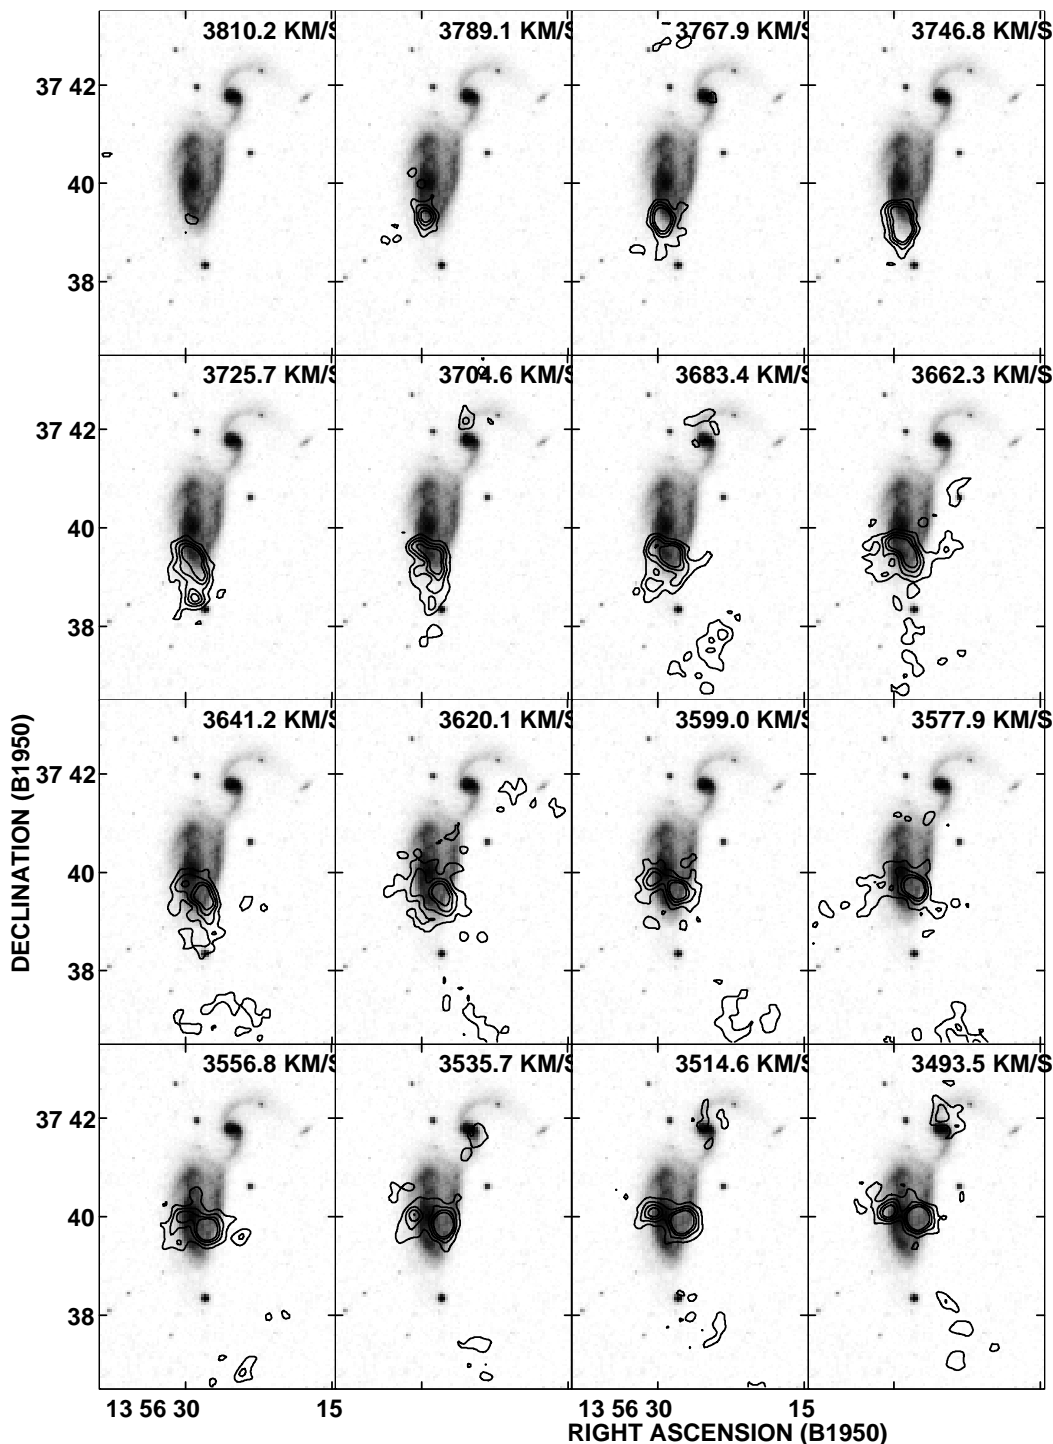 3810.2 KM/S 3789.1 KM/S 3767.9 KM/S 3746.8 KM/S
37 42
40
38
3725.7 KM/S 3704.6 KM/S 3683.4 KM/S 3662.3 KM/S
37 42
40
38
3641.2 KM/S 3620.1 KM/S 3599.0 KM/S 3577.9 KM/S
37 42
40
38
DECLINATION (B1950)
3556.8 KM/S 3535.7 KM/S 3514.6 KM/S 3493.5 KM/S
37 42
40
38
13 56 30 15 13 56 30 15
RIGHT ASCENSION (B1950)